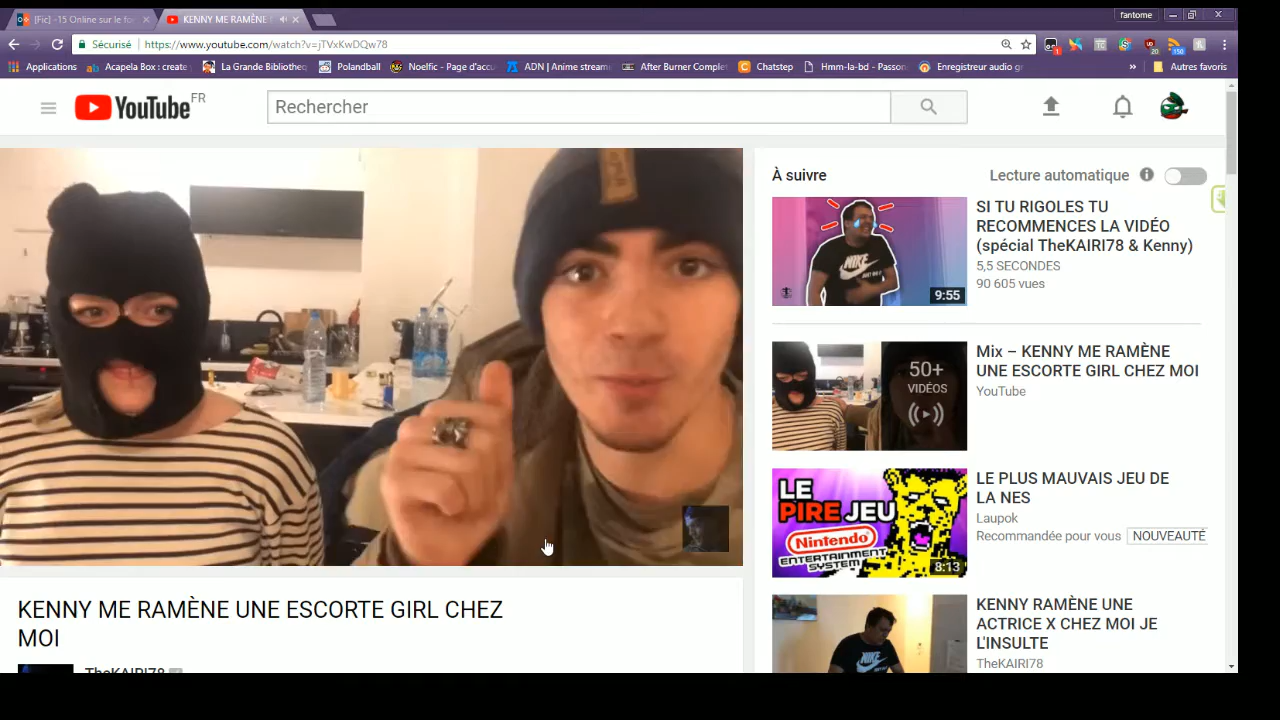 [Fic] -15 Online sur le fo
KENNY ME RAMÈNE
fantome
Sécurisé
https://www.youtube.com/watch?v=jTVxKwDQw78
Applications
Acapela Box : create
La Grande Bibliothèq
Polandball
Noelfic - Page d'accu
ADN | Anime stream
After Burner Complet
Chatstep
Hmm-la-bd - Passon
Enregistreur audio g
»
Autres favoris
YouTube FR
Rechercher
À suivre
Lecture automatique
SI TU RIGOLES TU
RECOMMENCES LA VIDÉO
(spécial TheKAIRI78 & Kenny)
5,5 SECONDES
90 605 vues
NIKE
9:55
Mix – KENNY ME RAMÈNE
UNE ESCORTE GIRL CHEZ MOI
YouTube
50+
VIDÉOS
LE PLUS MAUVAIS JEU DE
LA NES
Laupok
Recommandée pour vous
NOUVEAUTÉ
LE
PIRE JEU
Nintendo
ENTERTAINMENT
SYSTEM
8:13
KENNY RAMÈNE UNE
ACTRICE X CHEZ MOI JE
L'INSULTE
TheKAIRI78
NIKE
KENNY ME RAMÈNE UNE ESCORTE GIRL CHEZ
MOI
TheKAIRI78